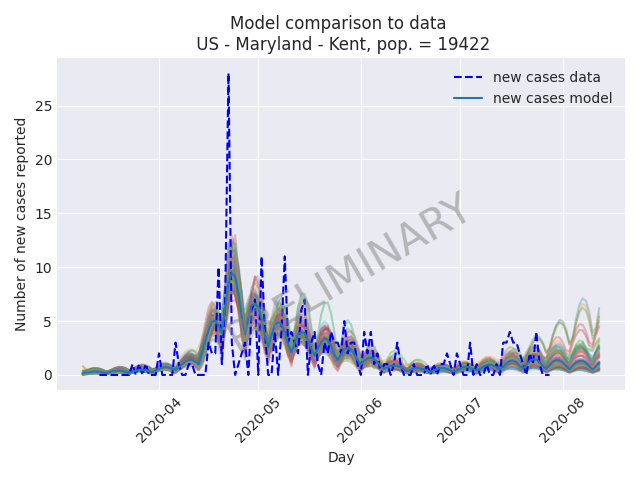 Model comparison to data
US - Maryland - Kent, pop. = 19422
new cases data
new cases model
PRELIMINARY
Number of new cases reported
25
20
15
10
5
0
2020-04
2020-05
2020-06
2020-07
2020-08
Day